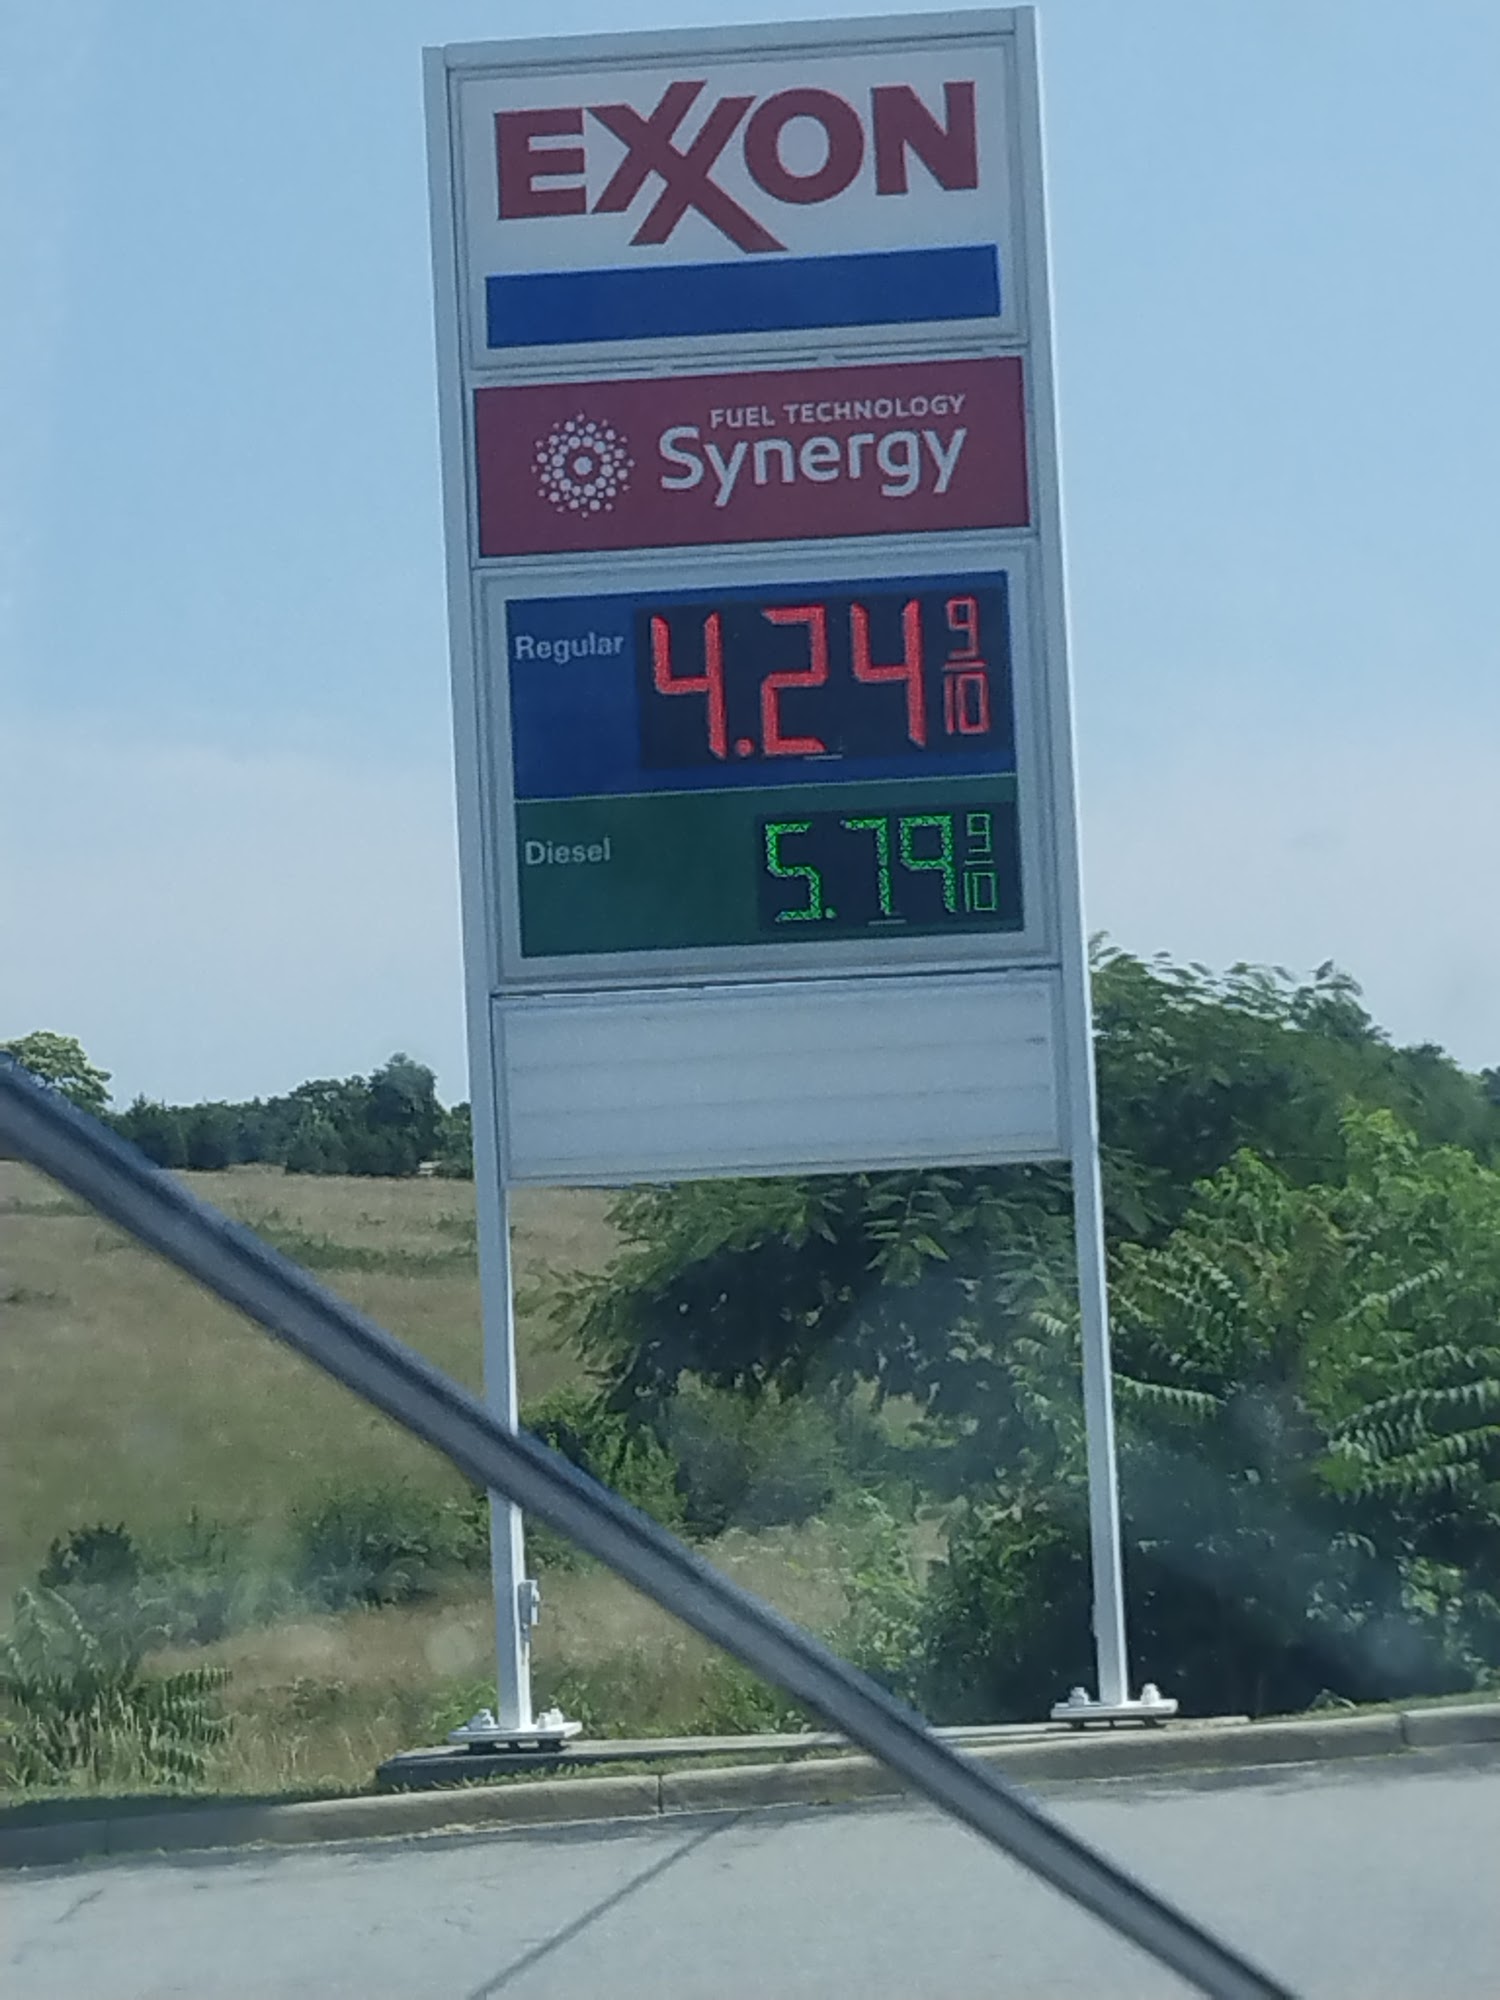 EXXON
FUEL TECHNOLOGY
Synergy
Regular 4.24 9/10
Diesel 5.79 9/10